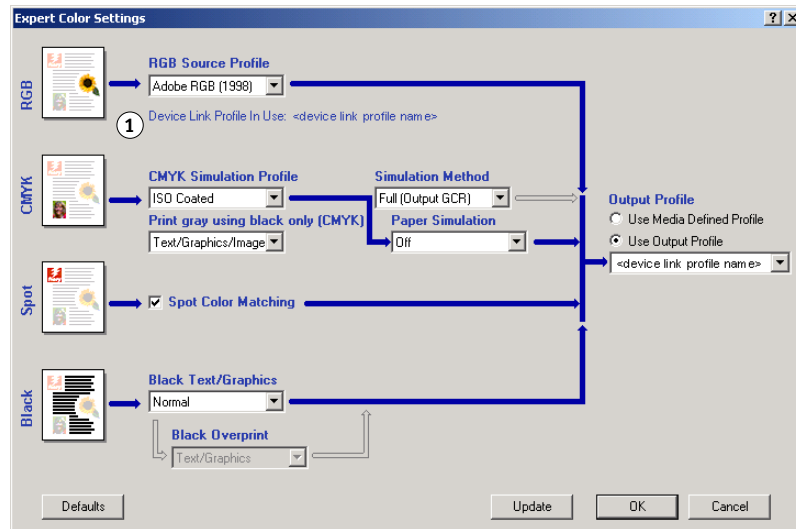 Expert Color Settings
RGB
RGB Source Profile
Adobe RGB (1998)
1
Device Link Profile In Use: <device link profile name>
CMYK
CMYK Simulation Profile
ISO Coated
Simulation Method
Full (Output GCR)
Print gray using black only (CMYK)
Text/Graphics/Image
Paper Simulation
Off
Output Profile
Use Media Defined Profile
Use Output Profile
<device link profile name>
Spot
Spot Color Matching
Black
Black Text/Graphics
Normal
Black Overprint
Text/Graphics
Defaults
Update
OK
Cancel